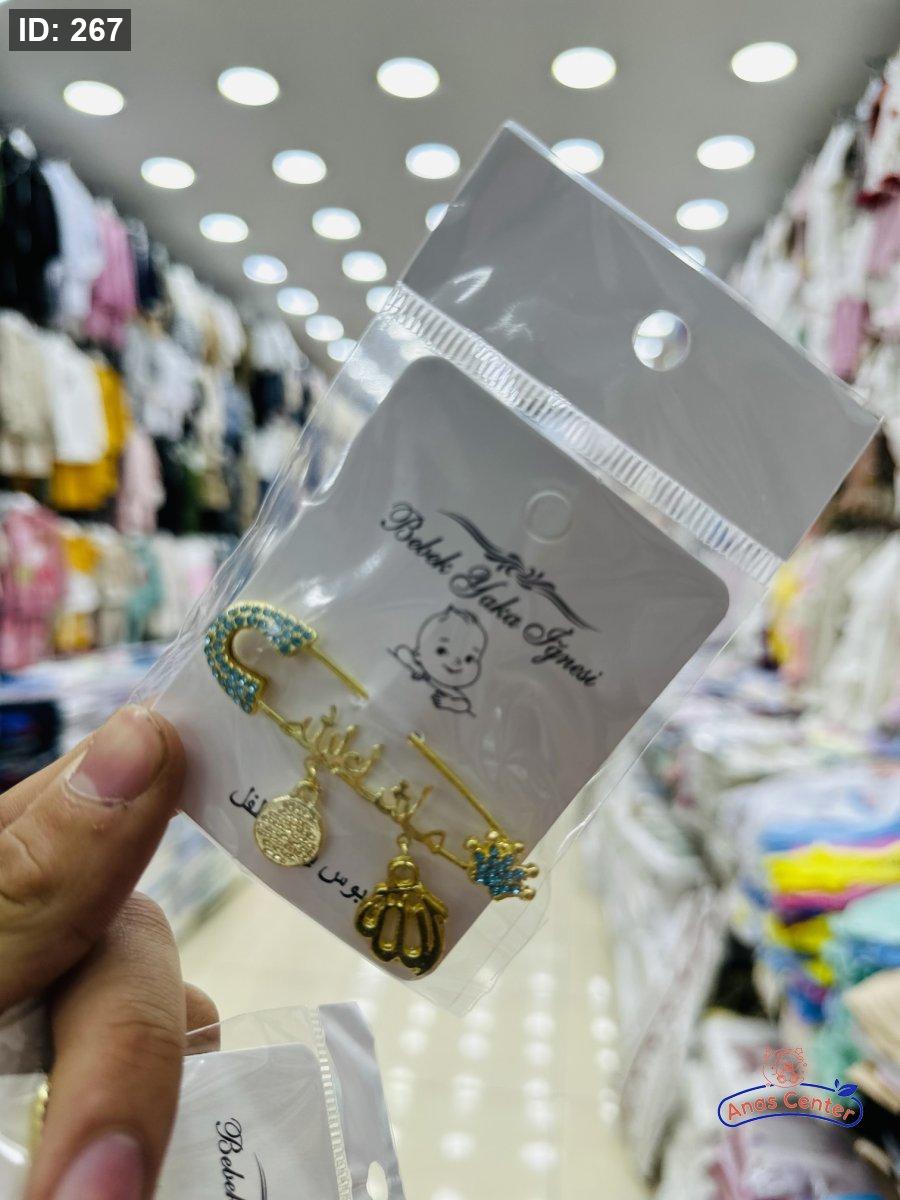 ID: 267
Bebek Yaka İğnesi
Anas Center
Bebek